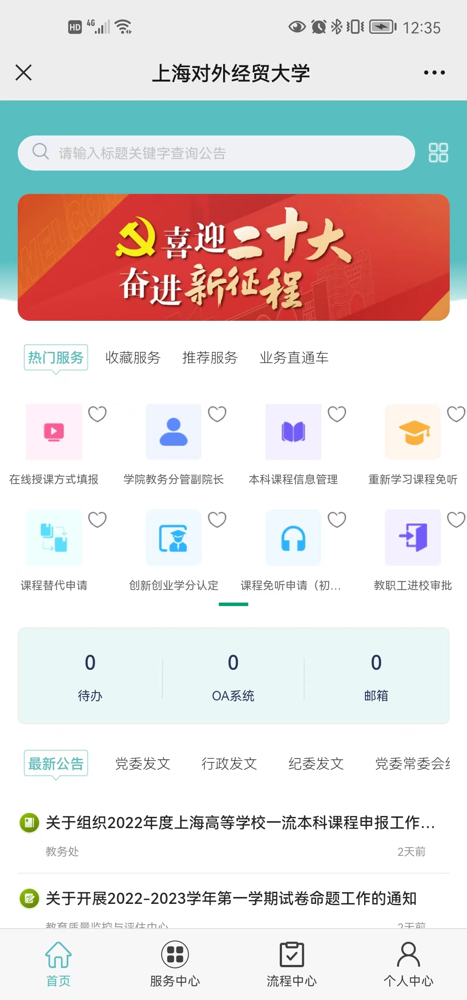 HD 4G 12:35
上海对外经贸大学
请输入标题关键字查询公告
WELCOM
喜迎二十大
奋进新征程
热门服务 收藏服务 推荐服务 业务直通车
在线授课方式填报 学院教务分管副院长 本科课程信息管理 重新学习课程免听
课程替代申请 创新创业学分认定 课程免听申请（初... 教职工进校审批
0 0 0
待办 OA系统 邮箱
最新公告 党委发文 行政发文 纪委发文 党委常委会
关于组织2022年度上海高等学校一流本科课程申报工作...
教务处 2天前
关于开展2022-2023学年第一学期试卷命题工作的通知
教育质量监控与评估中心 2天前
首页 服务中心 流程中心 个人中心